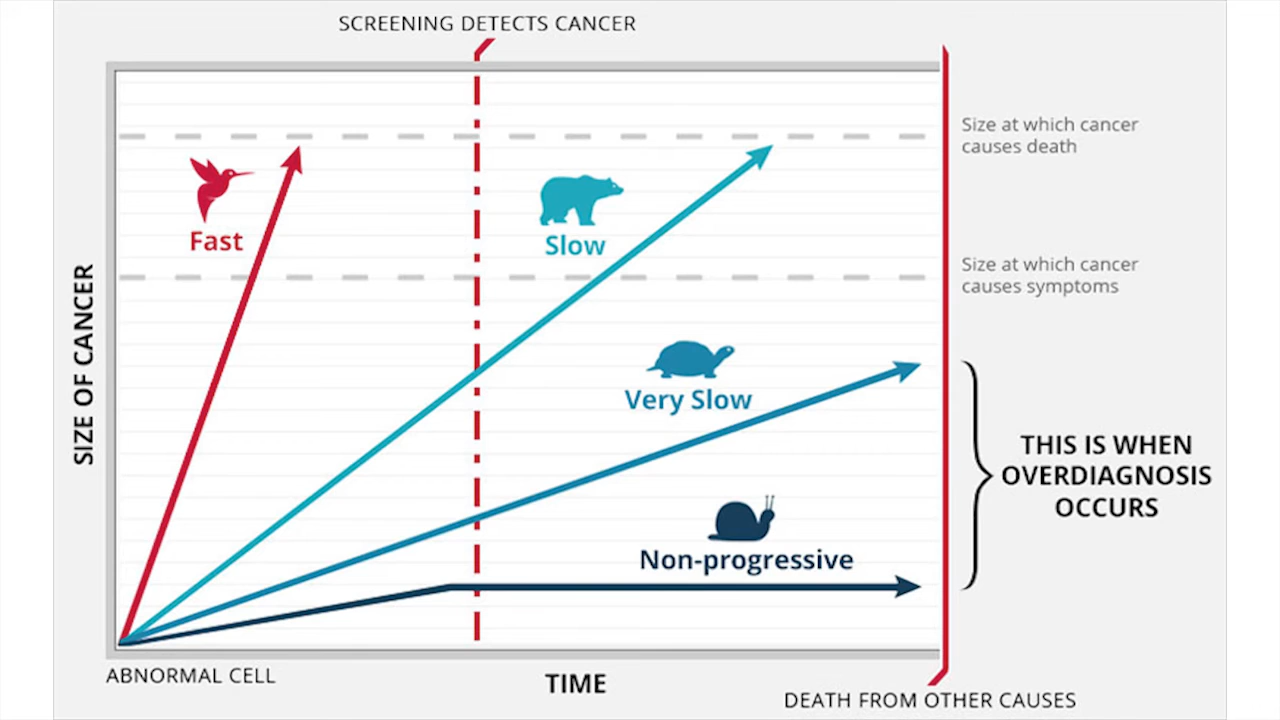 SCREENING DETECTS CANCER
Size at which cancer
causes death
Fast
Slow
Size at which cancer
causes symptoms
SIZE OF CANCER
Very Slow
THIS IS WHEN
OVERDIAGNOSIS
OCCURS
Non-progressive
ABNORMAL CELL
TIME
DEATH FROM OTHER CAUSES